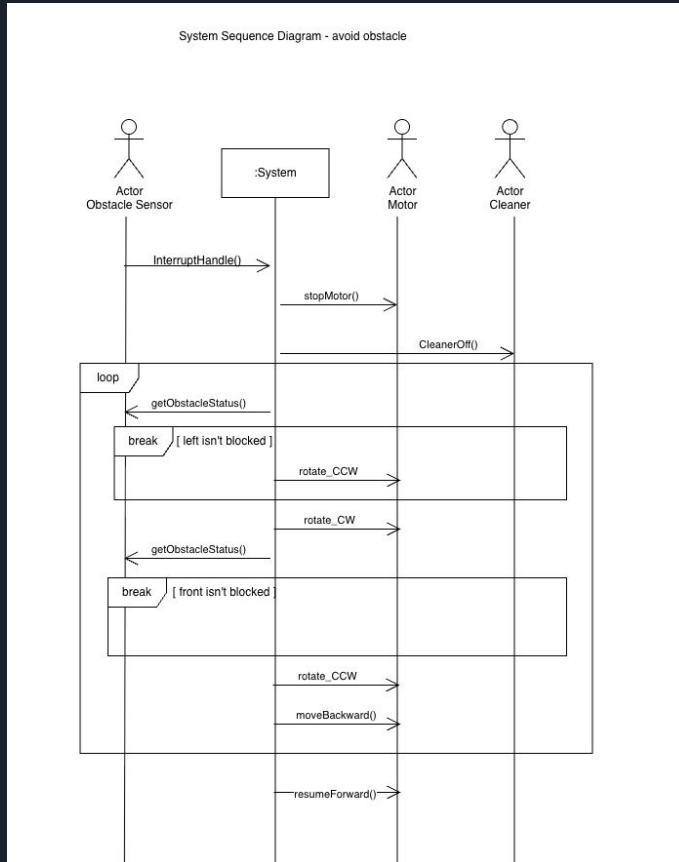 System Sequence Diagram - avoid obstacle
:System
Actor
Obstacle Sensor
Actor
Motor
Actor
Cleaner
InterruptHandle()
stopMotor()
CleanerOff()
loop
getObstacleStatus()
break [ left isn't blocked ]
rotate_CCW
rotate_CW
getObstacleStatus()
break [ front isn't blocked ]
rotate_CCW
moveBackward()
resumeForward()